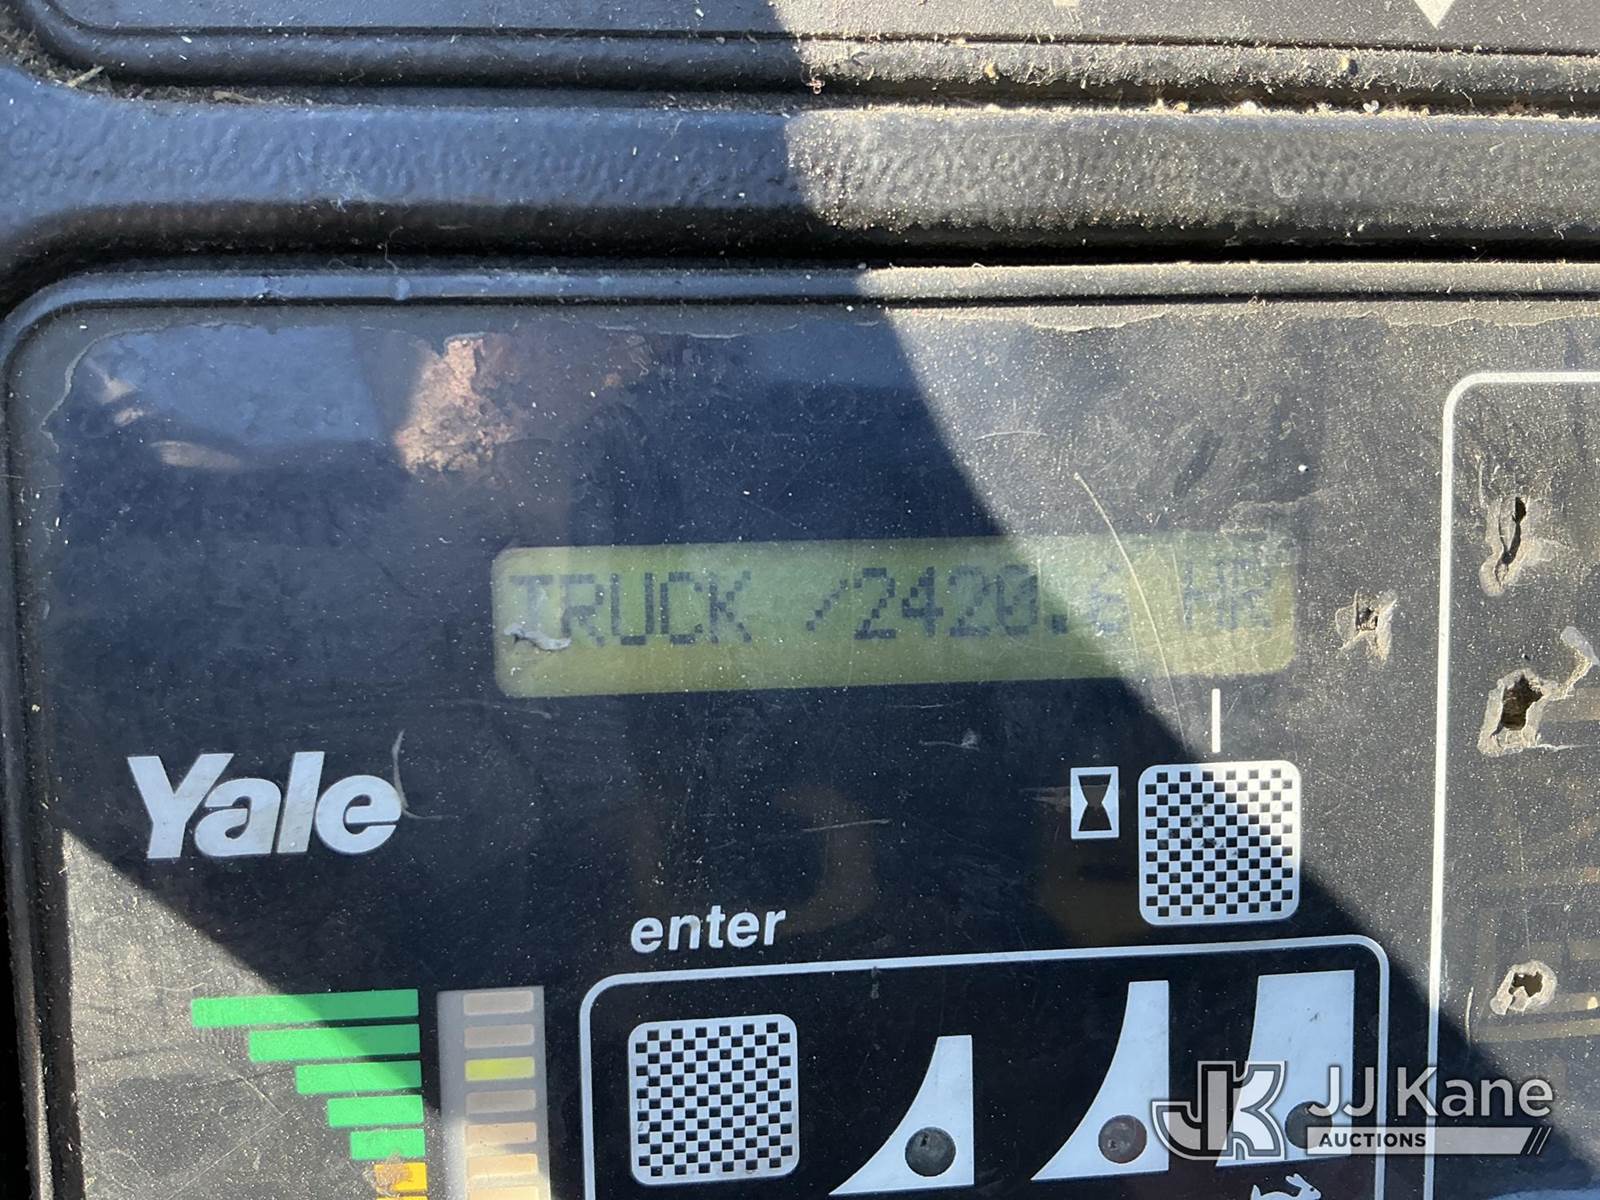 TRUCK /2420.6 HR
Yale
enter
JJ Kane
AUCTIONS